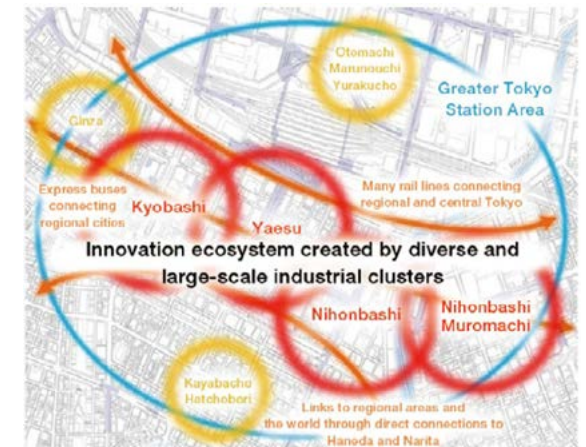 Otomachi
Marunouchi
Yurakucho
Greater Tokyo
Station Area
Ginza
Express buses
connecting
regional cities
Kyobashi
Many rail lines connecting
regional and central Tokyo
Yaesu
Innovation ecosystem created by diverse and
large-scale industrial clusters
Nihonbashi
Nihonbashi
Muromachi
Kayabacho
Hatchobori
Links to regional areas and
the world through direct connections to
Haneda and Narita